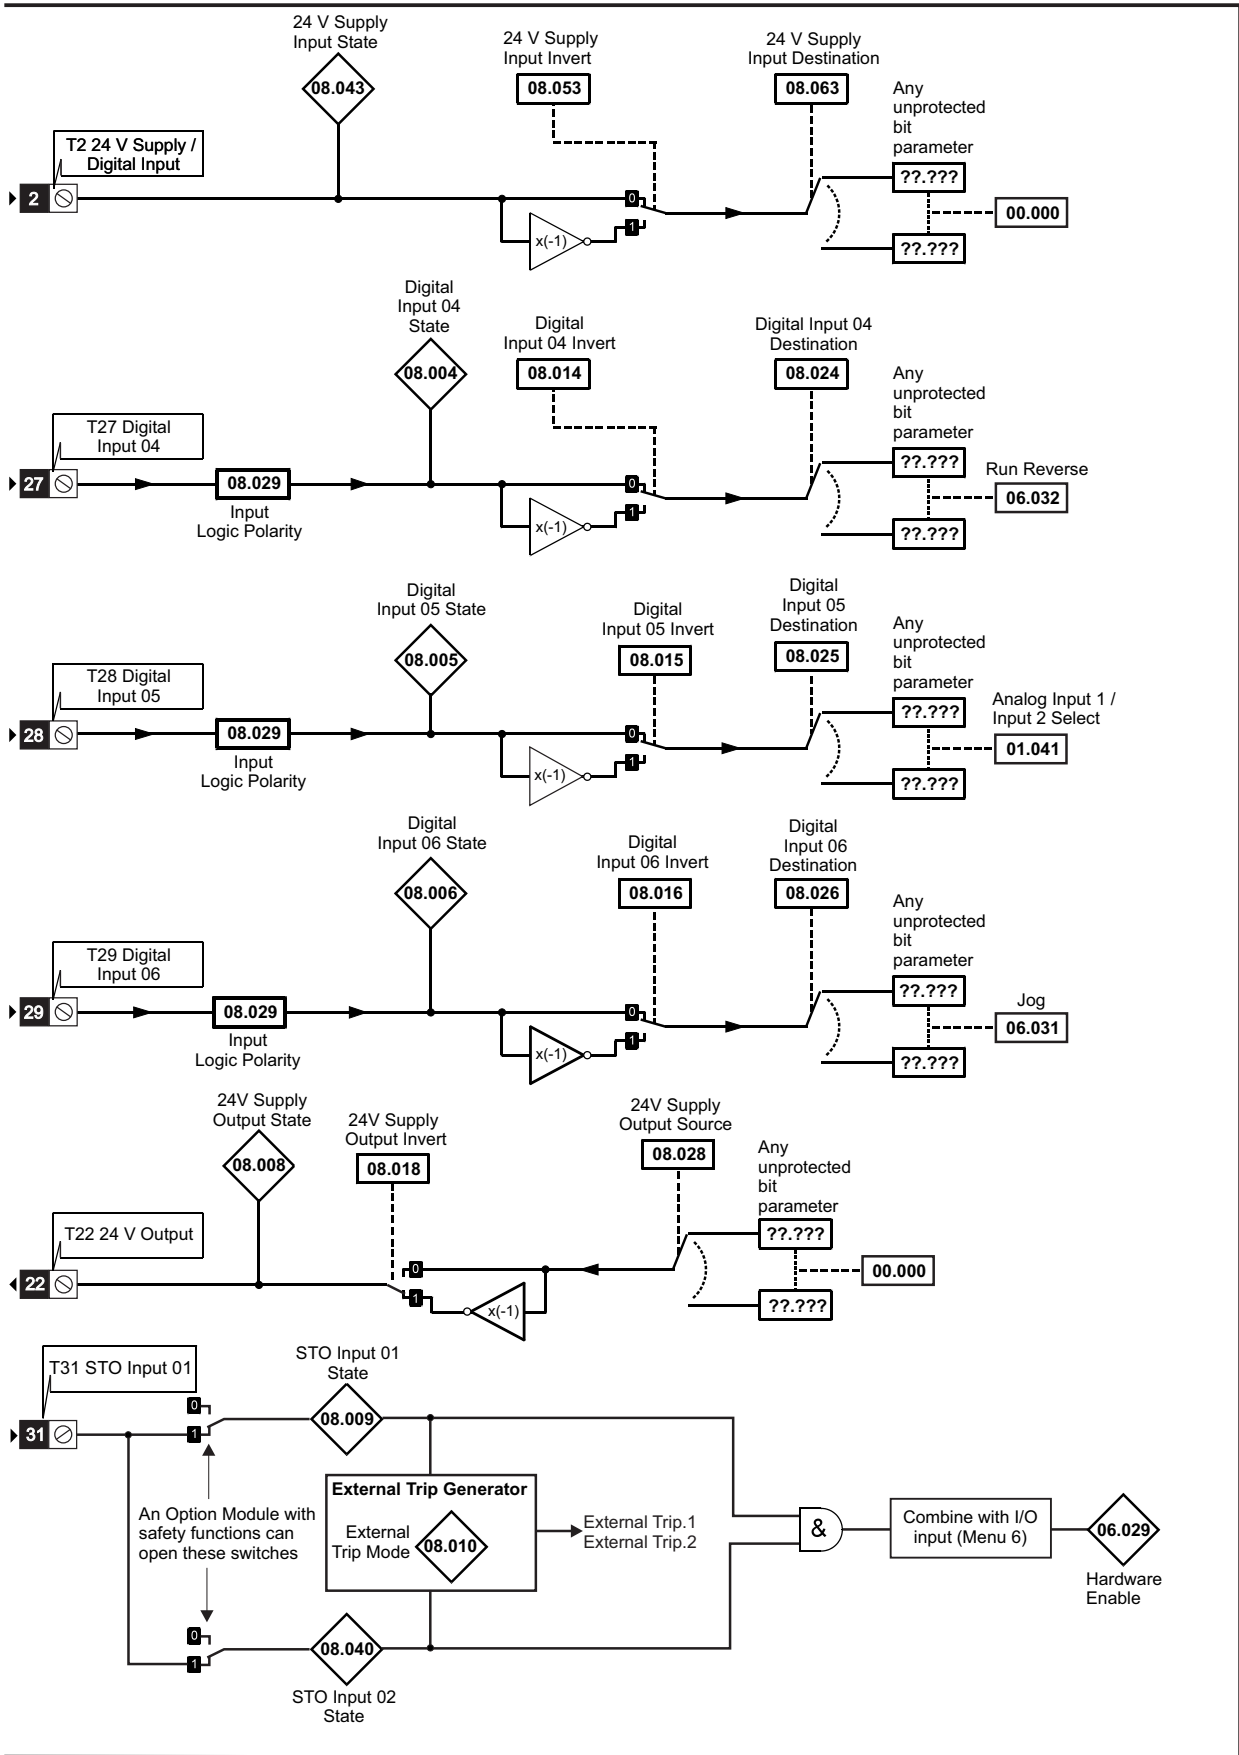 24 V Supply
Input State
08.043
24 V Supply
Input Invert
08.053
24 V Supply
Input Destination
08.063
Any
unprotected
bit
parameter
T2 24 V Supply /
Digital Input
2
0
1
x(-1)
??.???
??.???
00.000
Digital
Input 04
State
08.004
Digital
Input 04 Invert
08.014
Digital Input 04
Destination
08.024
Any
unprotected
bit
parameter
T27 Digital
Input 04
27
08.029
Input
Logic Polarity
0
1
x(-1)
??.???
??.???
Run Reverse
06.032
Digital
Input 05 State
08.005
Digital
Input 05 Invert
08.015
Digital
Input 05
Destination
08.025
Any
unprotected
bit
parameter
T28 Digital
Input 05
28
08.029
Input
Logic Polarity
0
1
x(-1)
??.???
??.???
Analog Input 1 /
Input 2 Select
01.041
Digital
Input 06 State
08.006
Digital
Input 06 Invert
08.016
Digital
Input 06
Destination
08.026
Any
unprotected
bit
parameter
T29 Digital
Input 06
29
08.029
Input
Logic Polarity
0
1
x(-1)
??.???
??.???
Jog
06.031
24V Supply
Output State
08.008
24V Supply
Output Invert
08.018
24V Supply
Output Source
08.028
Any
unprotected
bit
parameter
T22 24 V Output
22
0
1
x(-1)
??.???
??.???
00.000
T31 STO Input 01
31
0
1
STO Input 01
State
08.009
An Option Module with
safety functions can
open these switches
External Trip Generator
External
Trip Mode
08.010
External Trip.1
External Trip.2
&
Combine with I/O
input (Menu 6)
06.029
Hardware
Enable
0
1
08.040
STO Input 02
State